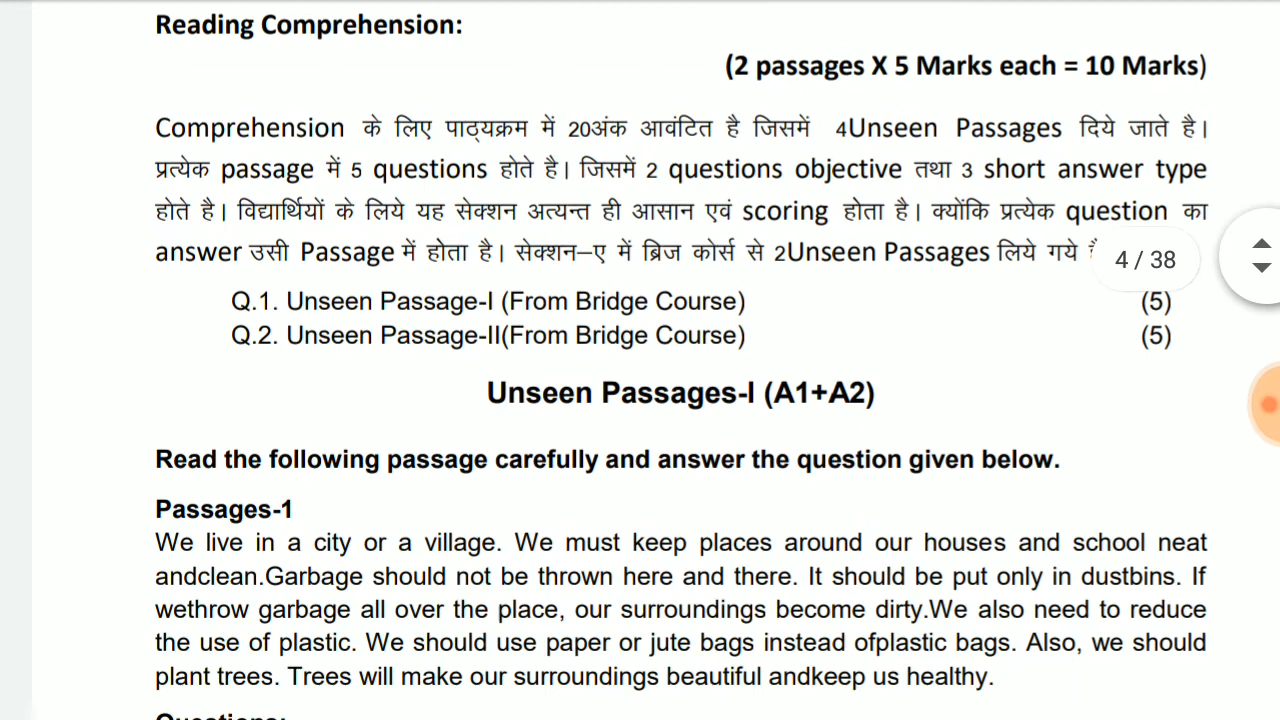 Reading Comprehension:
(2 passages X 5 Marks each = 10 Marks)
Comprehension के लिए पाठ्यक्रम में 20अंक आवंटित है जिसमें 4Unseen Passages दिये जाते है।
प्रत्येक passage में 5 questions होते है। जिसमें 2 questions objective तथा 3 short answer type
होते है। विद्यार्थियों के लिये यह सेक्शन अत्यन्त ही आसान एवं scoring होता है। क्योंकि प्रत्येक question का
answer उसी Passage में होता है। सेक्शन–ए में ब्रिज कोर्स से 2Unseen Passages लिये गये
4 / 38
Q.1. Unseen Passage-I (From Bridge Course) (5)
Q.2. Unseen Passage-II(From Bridge Course) (5)
Unseen Passages-I (A1+A2)
Read the following passage carefully and answer the question given below.
Passages-1
We live in a city or a village. We must keep places around our houses and school neat
andclean.Garbage should not be thrown here and there. It should be put only in dustbins. If
wethrow garbage all over the place, our surroundings become dirty.We also need to reduce
the use of plastic. We should use paper or jute bags instead ofplastic bags. Also, we should
plant trees. Trees will make our surroundings beautiful andkeep us healthy.
Questions: